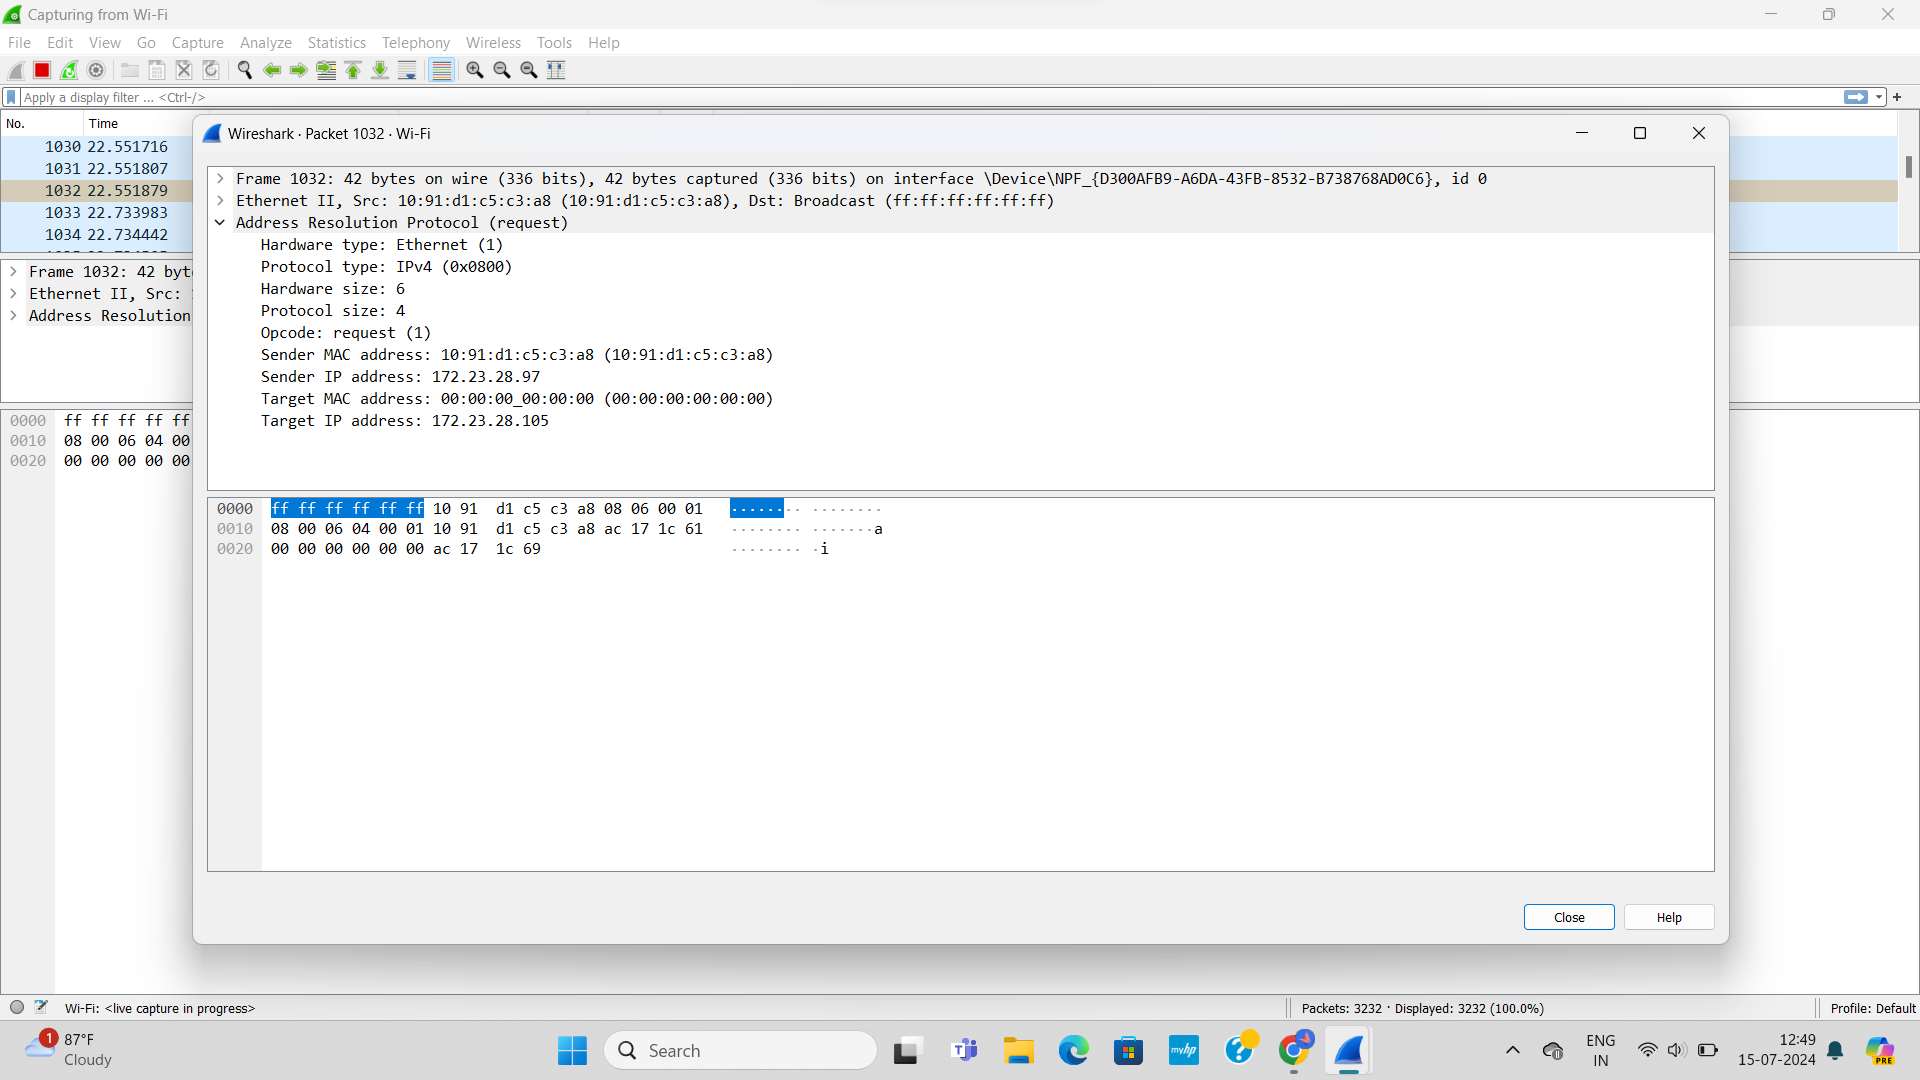 Capturing from Wi-Fi
File Edit View Go Capture Analyze Statistics Telephony Wireless Tools Help
Apply a display filter ... <Ctrl-/>
No. Time
1030 22.551716
1031 22.551807
1032 22.551879
1033 22.733983
1034 22.734442
Frame 1032: 42 byt
Ethernet II, Src:
Address Resolution
0000 ff ff ff ff ff
0010 08 00 06 04 00
0020 00 00 00 00 00
Wireshark · Packet 1032 · Wi-Fi
Frame 1032: 42 bytes on wire (336 bits), 42 bytes captured (336 bits) on interface \Device\NPF_{D300AFB9-A6DA-43FB-8532-B738768AD0C6}, id 0
Ethernet II, Src: 10:91:d1:c5:c3:a8 (10:91:d1:c5:c3:a8), Dst: Broadcast (ff:ff:ff:ff:ff:ff)
Address Resolution Protocol (request)
Hardware type: Ethernet (1)
Protocol type: IPv4 (0x0800)
Hardware size: 6
Protocol size: 4
Opcode: request (1)
Sender MAC address: 10:91:d1:c5:c3:a8 (10:91:d1:c5:c3:a8)
Sender IP address: 172.23.28.97
Target MAC address: 00:00:00_00:00:00 (00:00:00:00:00:00)
Target IP address: 172.23.28.105
0000 ff ff ff ff ff ff 10 91 d1 c5 c3 a8 08 06 00 01 ········ ········
0010 08 00 06 04 00 01 10 91 d1 c5 c3 a8 ac 17 1c 61 ········ ·······a
0020 00 00 00 00 00 00 ac 17 1c 69 ········ ·i
Close Help
Wi-Fi: <live capture in progress>
Packets: 3232 · Displayed: 3232 (100.0%)
Profile: Default
1
87°F
Cloudy
Search
myhp
ENG
IN
12:49
15-07-2024
PRE